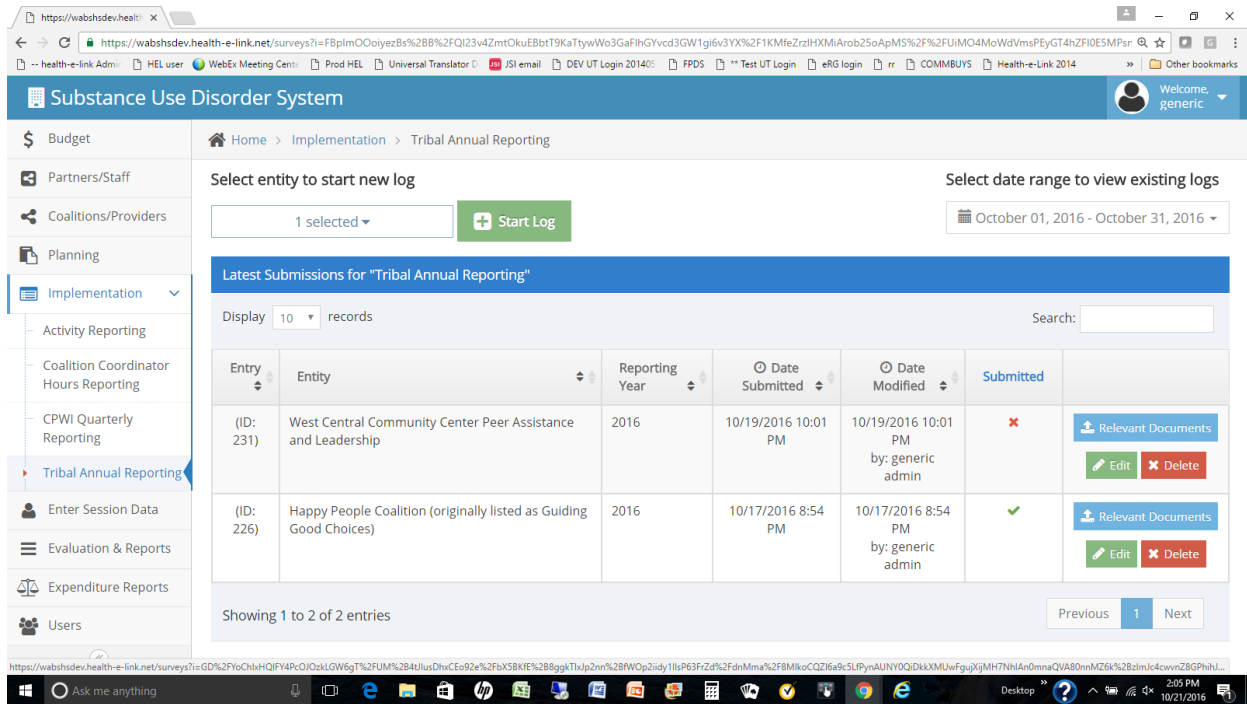 https://wabshsdev.health
https://wabshsdev.health-e-link.net/surveys?i=
-- health-e-link Admi
HEL user
WebEx Meeting Cente
Prod HEL
Universal Translator D
JSI email
DEV UT Login 201405
FPDS
** Test UT Login
eRG login
rr
COMMBUYS
Health-e-Link 2014
»
Other bookmarks
Substance Use Disorder System
Welcome,
generic
Budget
Partners/Staff
Coalitions/Providers
Planning
Implementation
Activity Reporting
Coalition Coordinator
Hours Reporting
CPWI Quarterly
Reporting
Tribal Annual Reporting
Enter Session Data
Evaluation & Reports
Expenditure Reports
Users
Home > Implementation > Tribal Annual Reporting
Select entity to start new log
Select date range to view existing logs
1 selected
Start Log
October 01, 2016 - October 31, 2016
Latest Submissions for "Tribal Annual Reporting"
Display 10 records
Search:
Entry
Entity
Reporting
Year
Date
Submitted
Date
Modified
Submitted
(ID:
231)
West Central Community Center Peer Assistance
and Leadership
2016
10/19/2016 10:01
PM
10/19/2016 10:01
PM
by: generic
admin
Relevant Documents
Edit
Delete
(ID:
226)
Happy People Coalition (originally listed as Guiding
Good Choices)
2016
10/17/2016 8:54
PM
10/17/2016 8:54
PM
by: generic
admin
Relevant Documents
Edit
Delete
Showing 1 to 2 of 2 entries
Previous 1 Next
https://wabshsdev.health-e-link.net/surveys?i=
Ask me anything
Desktop »
2:05 PM
10/21/2016